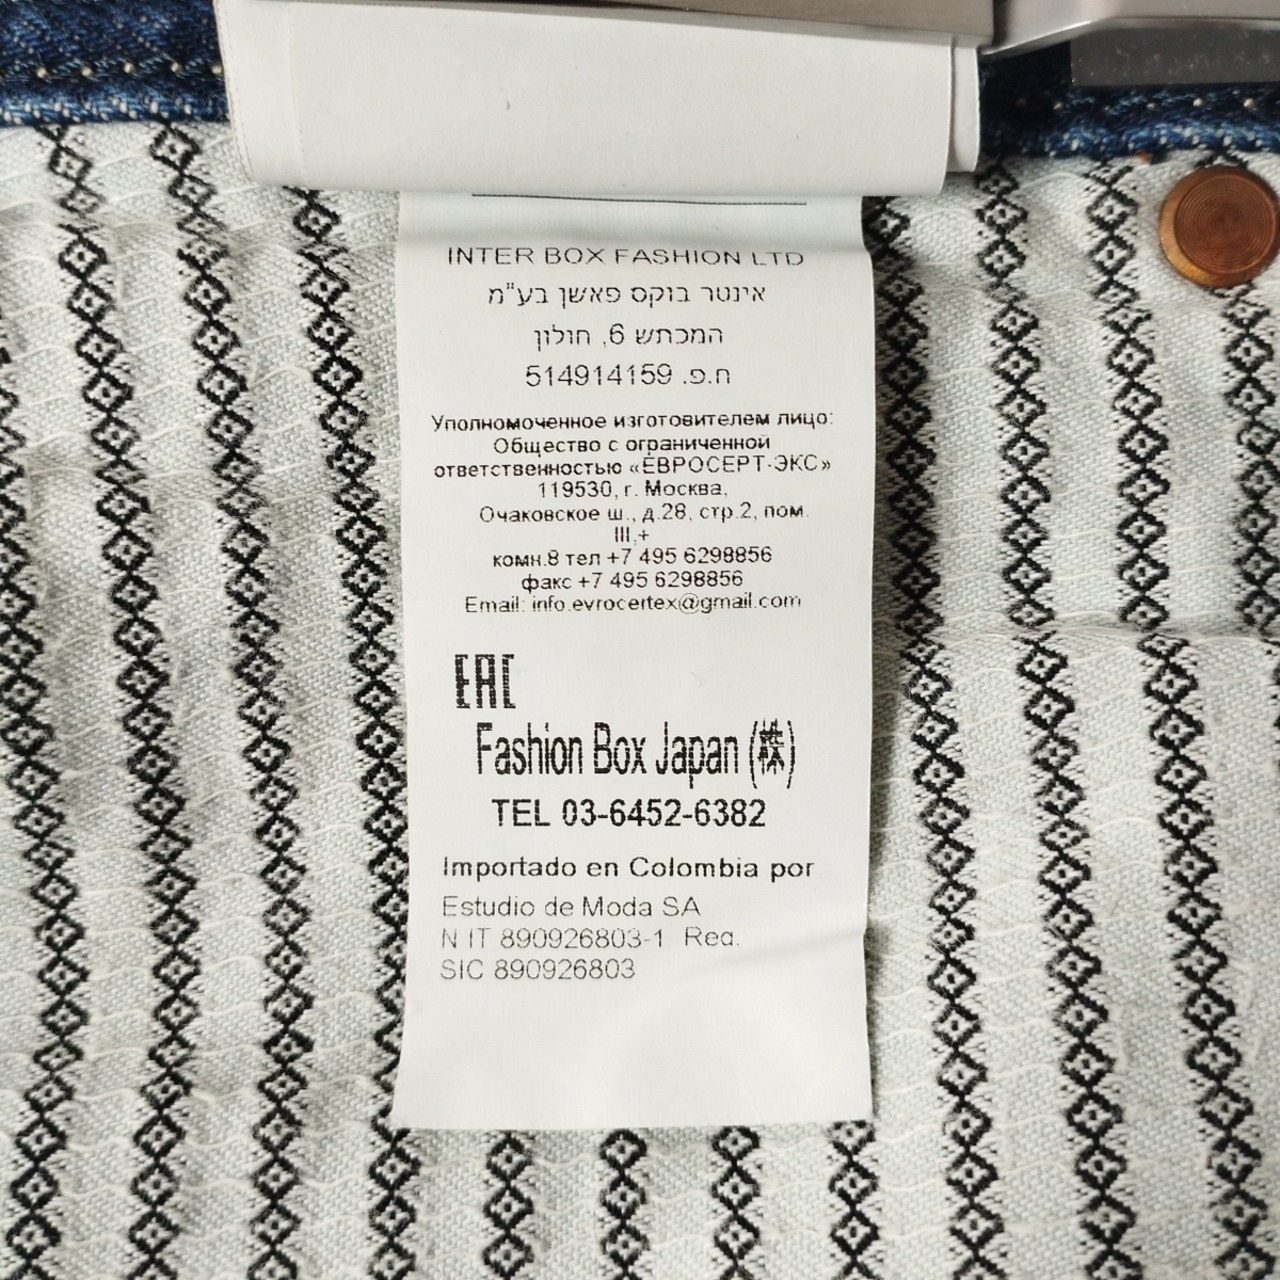 INTER BOX FASHION LTD
אינטר בוקס פאשן בע"מ
המכתש 6, חולון
ח.פ. 514914159
Уполномоченное изготовителем лицо:
Общество с ограниченной
ответственностью «ЕВРОСЕРТ-ЭКС»
119530, г. Москва,
Очаковское ш., д.28, стр.2, пом.
III,+
комн.8 тел +7 495 6298856
факс +7 495 6298856
Email: info.evrocertex@gmail.com
EAC
Fashion Box Japan (株)
TEL 03-6452-6382
Importado en Colombia por
Estudio de Moda SA
N IT 890926803-1 Reg.
SIC 890926803